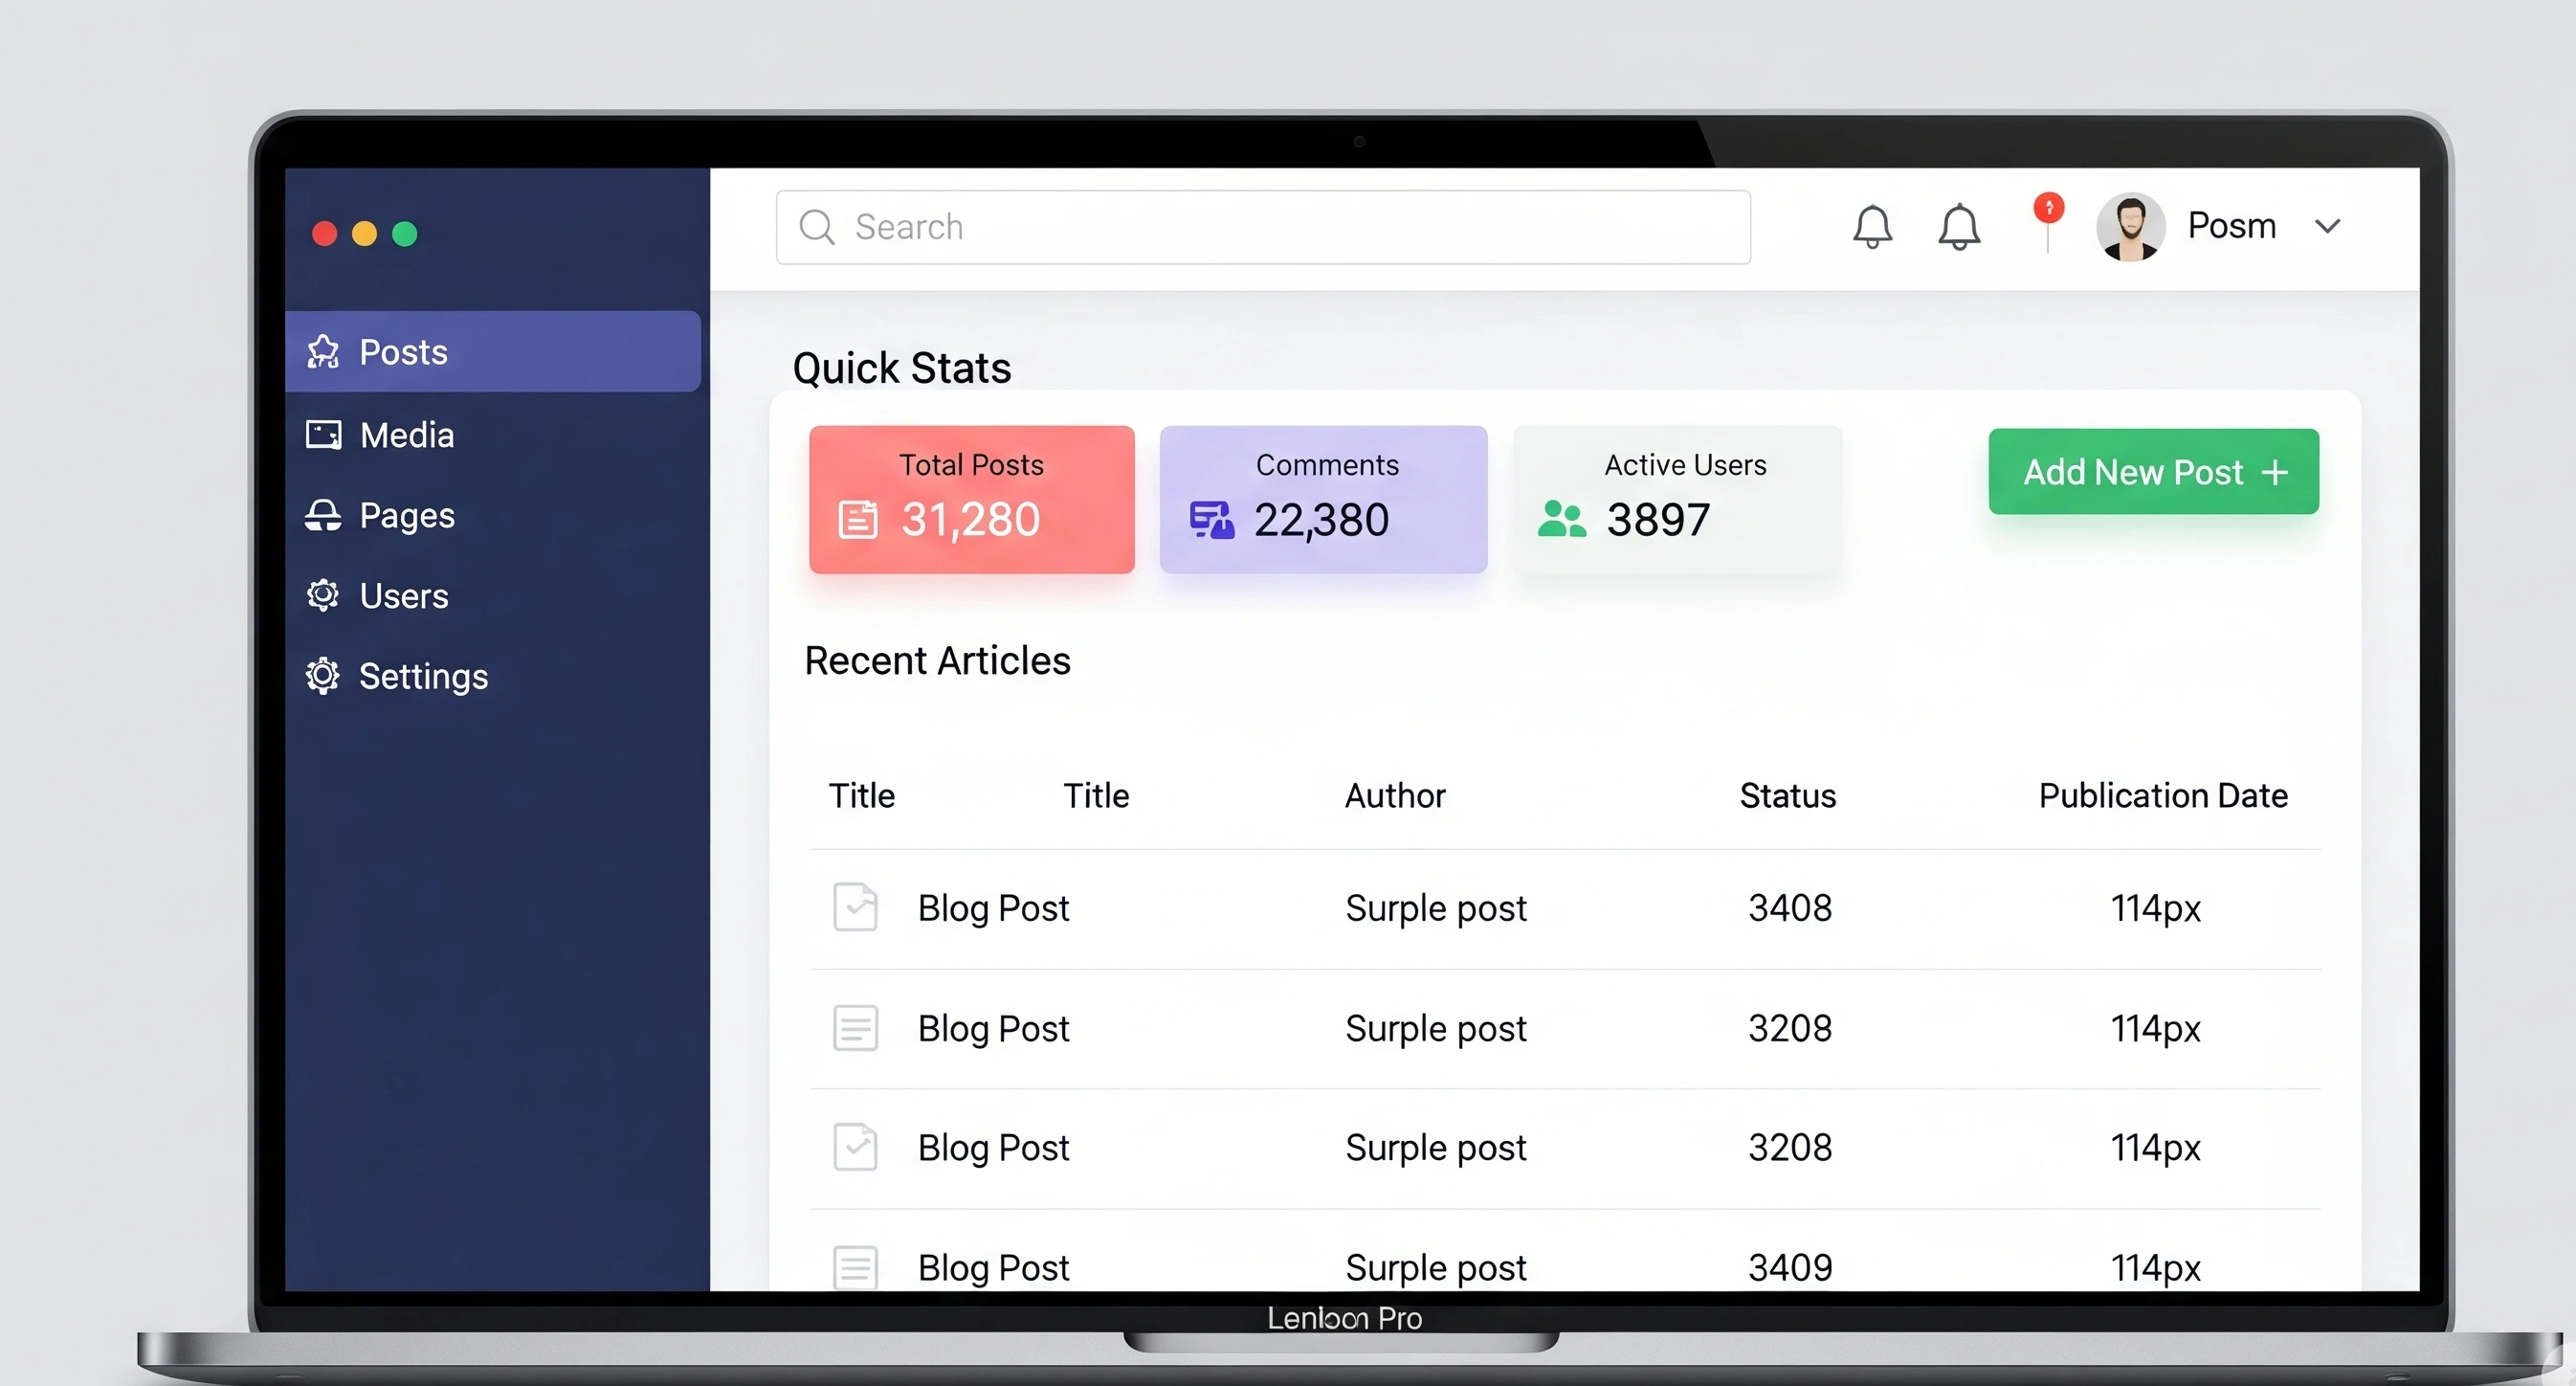 Search
Posm
Posts
Media
Pages
Users
Settings
Quick Stats
Total Posts
31,280
Comments
22,380
Active Users
3897
Add New Post +
Recent Articles
Title Title Author Status Publication Date
Blog Post Surple post 3408 114px
Blog Post Surple post 3208 114px
Blog Post Surple post 3208 114px
Blog Post Surple post 3409 114px
Pro